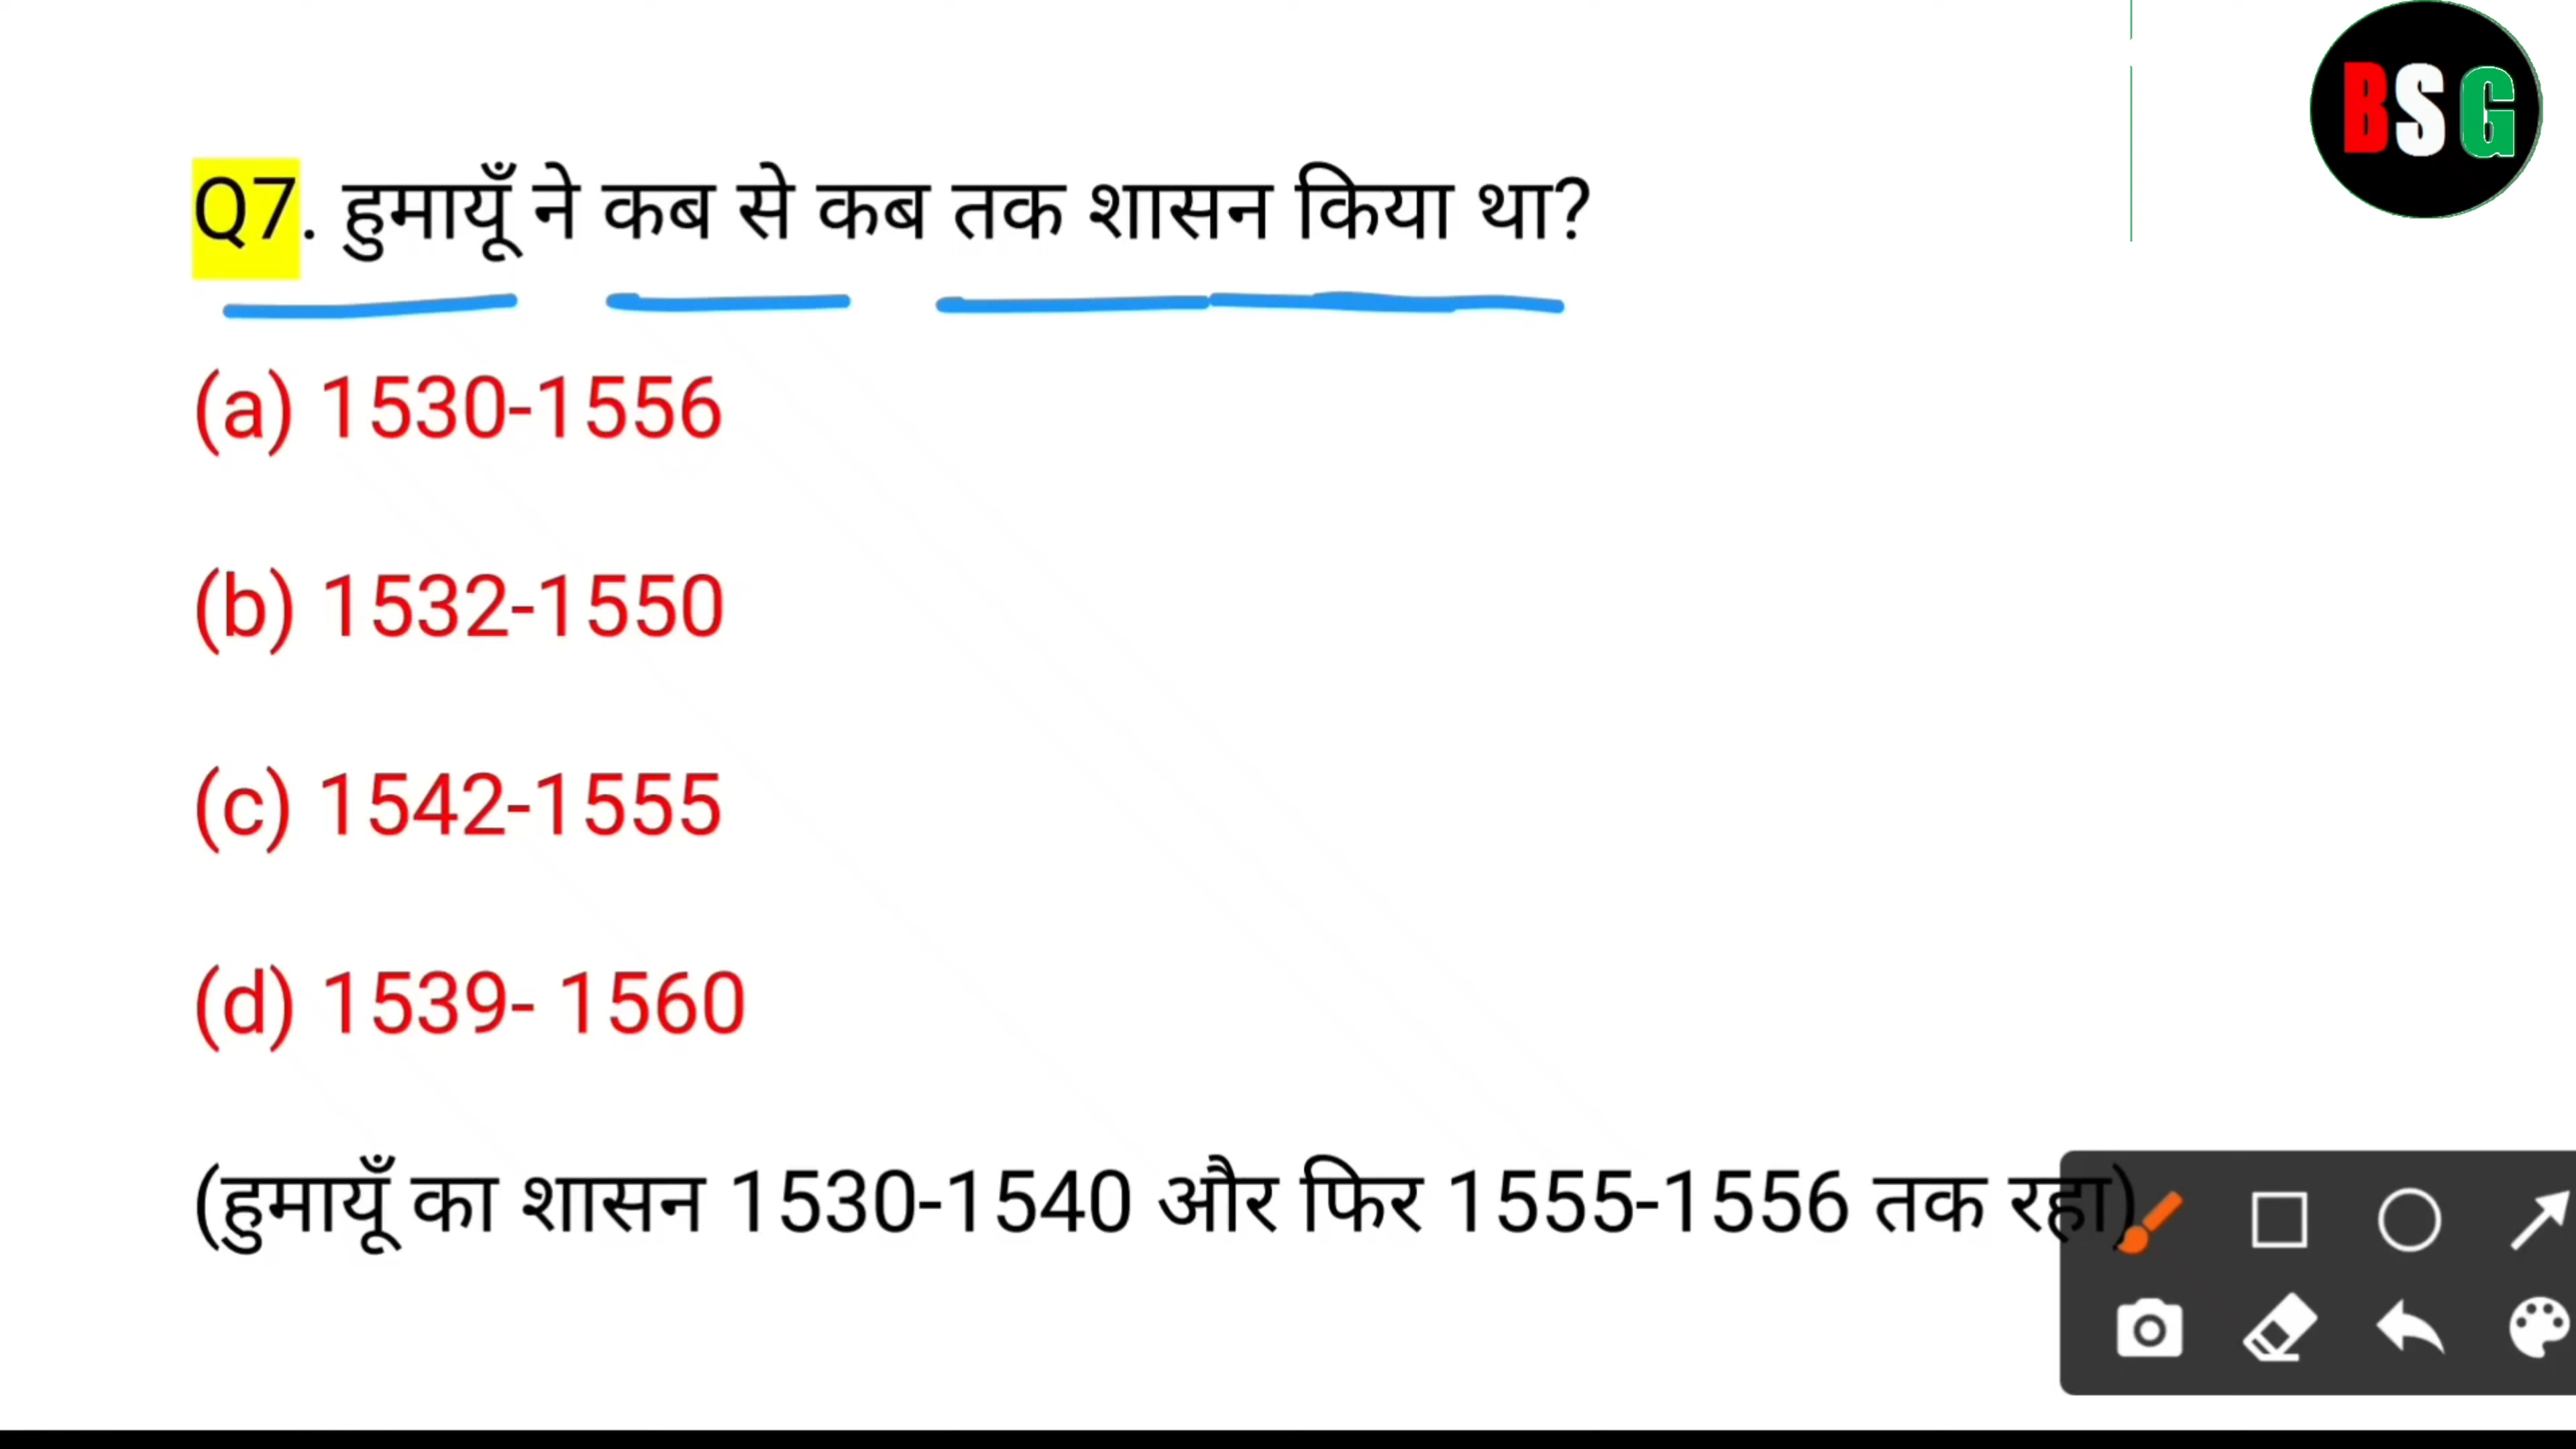 BSG
Q7. हुमायूँ ने कब से कब तक शासन किया था?
(a) 1530-1556
(b) 1532-1550
(c) 1542-1555
(d) 1539- 1560
(हुमायूँ का शासन 1530-1540 और फिर 1555-1556 तक रहा)